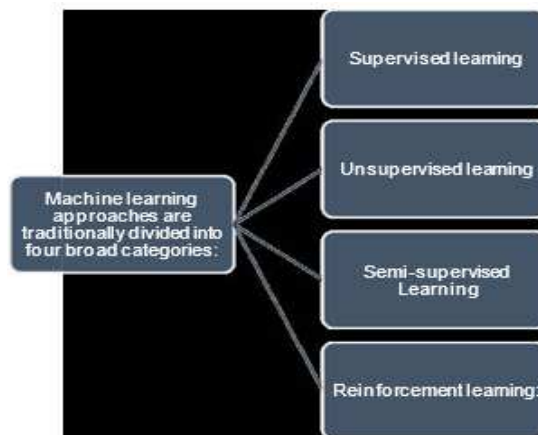 Supervised learning
Unsupervised learning
Machine learning
approaches are
traditionally divided into
four broad categories:
Semi-supervised
Learning
Reinforcement learning: